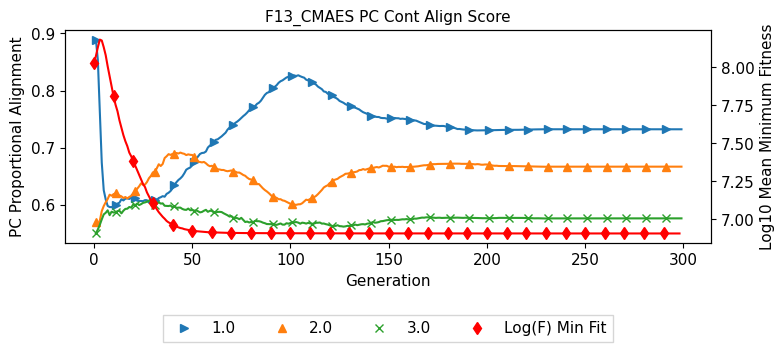 F13_CMAES PC Cont Align Score
PC Proportional Alignment
0.9
0.8
0.7
0.6
8.00
7.75
7.50
7.25
7.00
Log10 Mean Minimum Fitness
0 50 100 150 200 250 300
Generation
1.0 2.0 3.0 Log(F) Min Fit